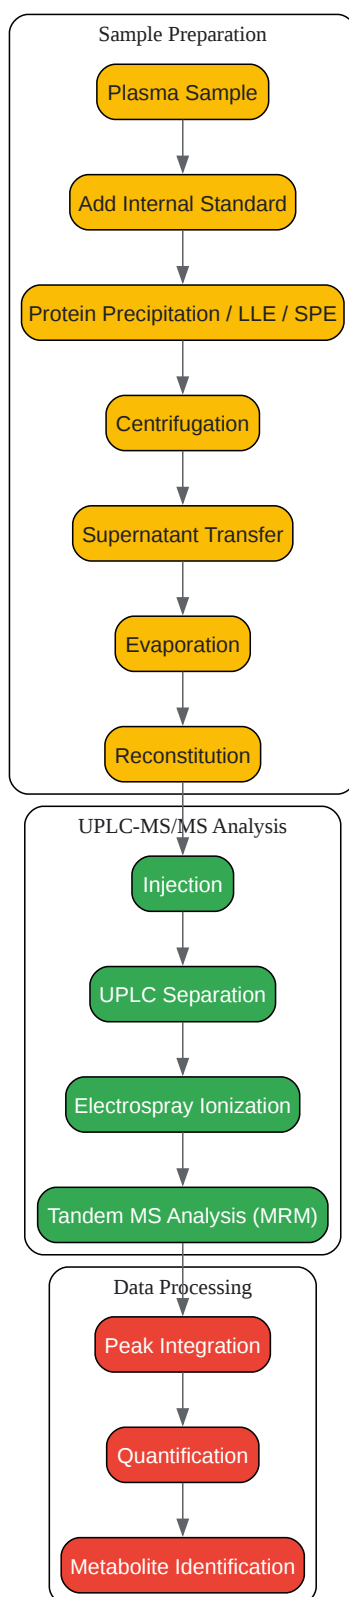 Sample Preparation
Plasma Sample
Add Internal Standard
Protein Precipitation / LLE / SPE
Centrifugation
Supernatant Transfer
Evaporation
Reconstitution
UPLC-MS/MS Analysis
Injection
UPLC Separation
Electrospray Ionization
Tandem MS Analysis (MRM)
Data Processing
Peak Integration
Quantification
Metabolite Identification